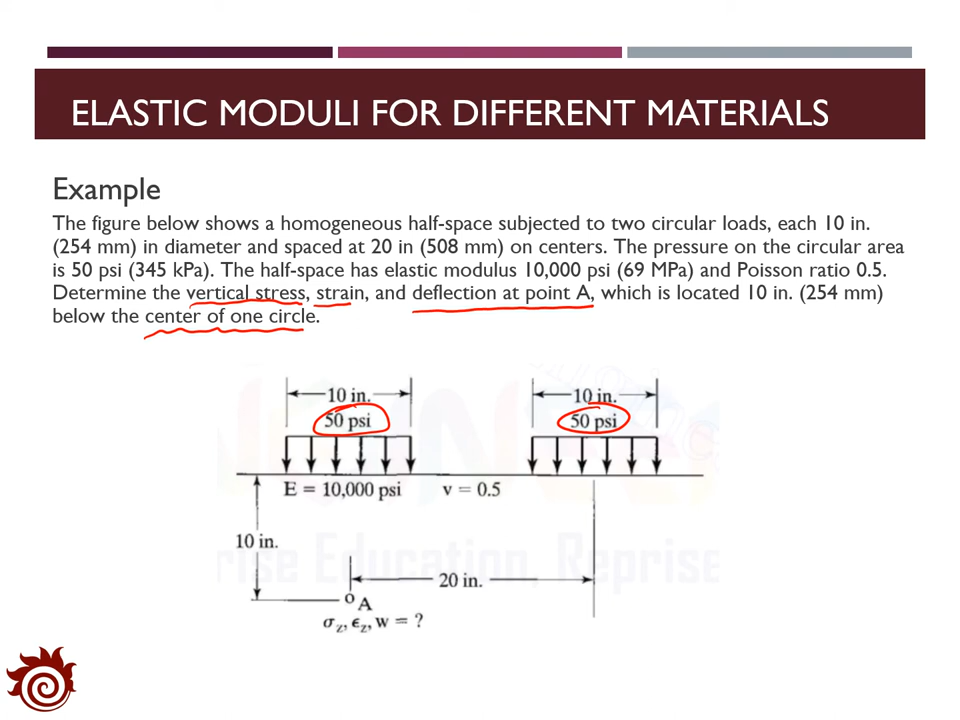 ELASTIC MODULI FOR DIFFERENT MATERIALS
Example
The figure below shows a homogeneous half-space subjected to two circular loads, each 10 in.
(254 mm) in diameter and spaced at 20 in (508 mm) on centers. The pressure on the circular area
is 50 psi (345 kPa). The half-space has elastic modulus 10,000 psi (69 MPa) and Poisson ratio 0.5.
Determine the vertical stress, strain, and deflection at point A, which is located 10 in. (254 mm)
below the center of one circle.
10 in. 10 in.
50 psi 50 psi
E = 10,000 psi v = 0.5
10 in.
rise Education, Reprise
20 in.
A
σz, ϵz, w = ?